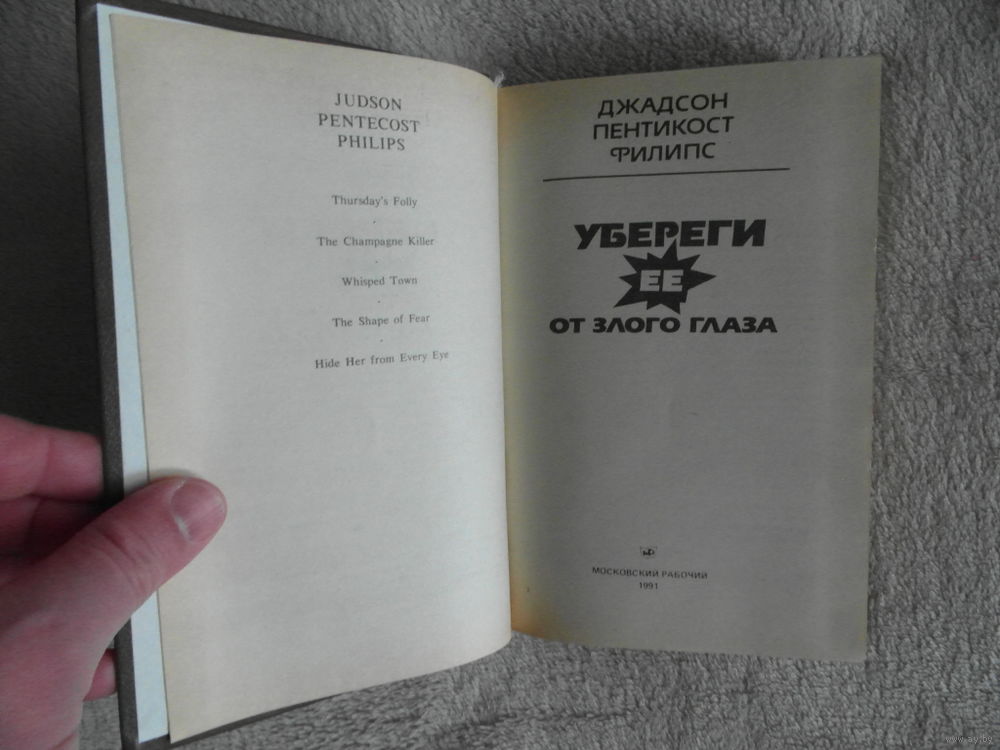 JUDSON
PENTECOST
PHILIPS
Thursday's Folly
The Champagne Killer
Whisped Town
The Shape of Fear
Hide Her from Every Eye
ДЖАДСОН
ПЕНТИКОСТ
ФИЛИПС
УБЕРЕГИ
ЕЕ
ОТ ЗЛОГО ГЛАЗА
МОСКОВСКИЙ РАБОЧИЙ
1991
www.ay.by